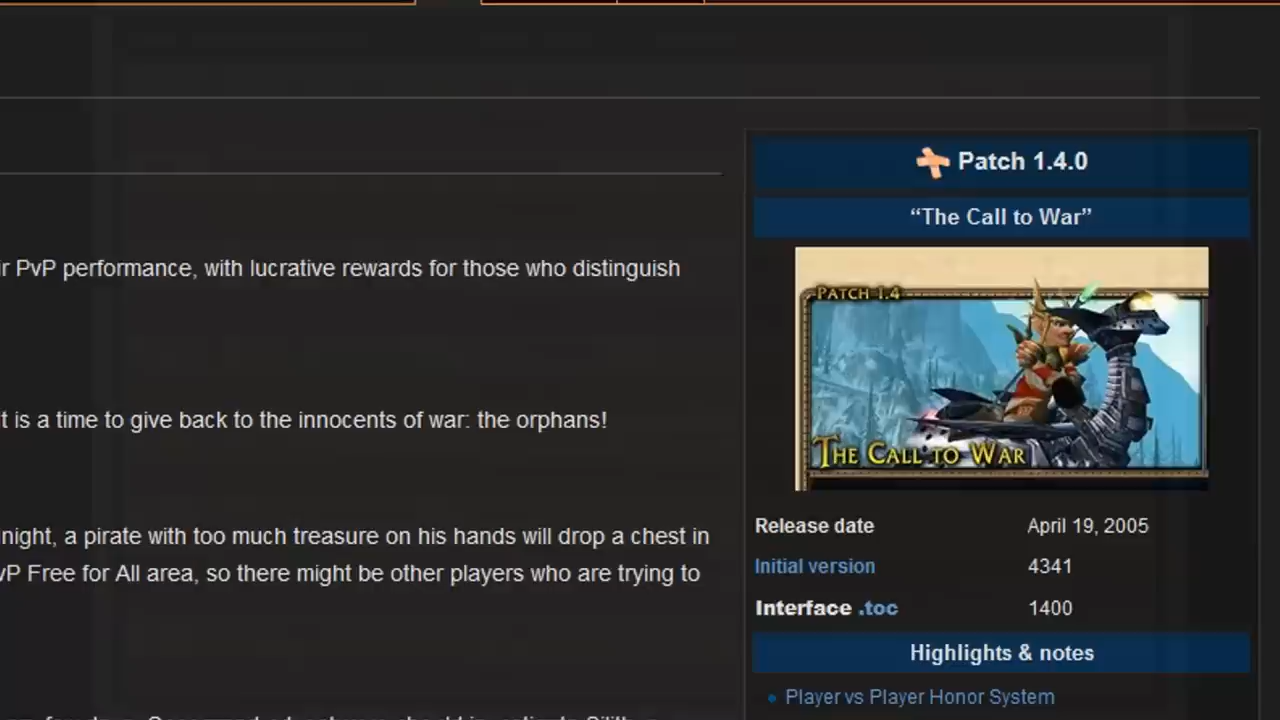 r PvP performance, with lucrative rewards for those who distinguish
t is a time to give back to the innocents of war: the orphans!
night, a pirate with too much treasure on his hands will drop a chest in
vP Free for All area, so there might be other players who are trying to
Patch 1.4.0
“The Call to War”
PATCH 1.4
THE CALL TO WAR
Release date April 19, 2005
Initial version 4341
Interface .toc 1400
Highlights & notes
• Player vs Player Honor System